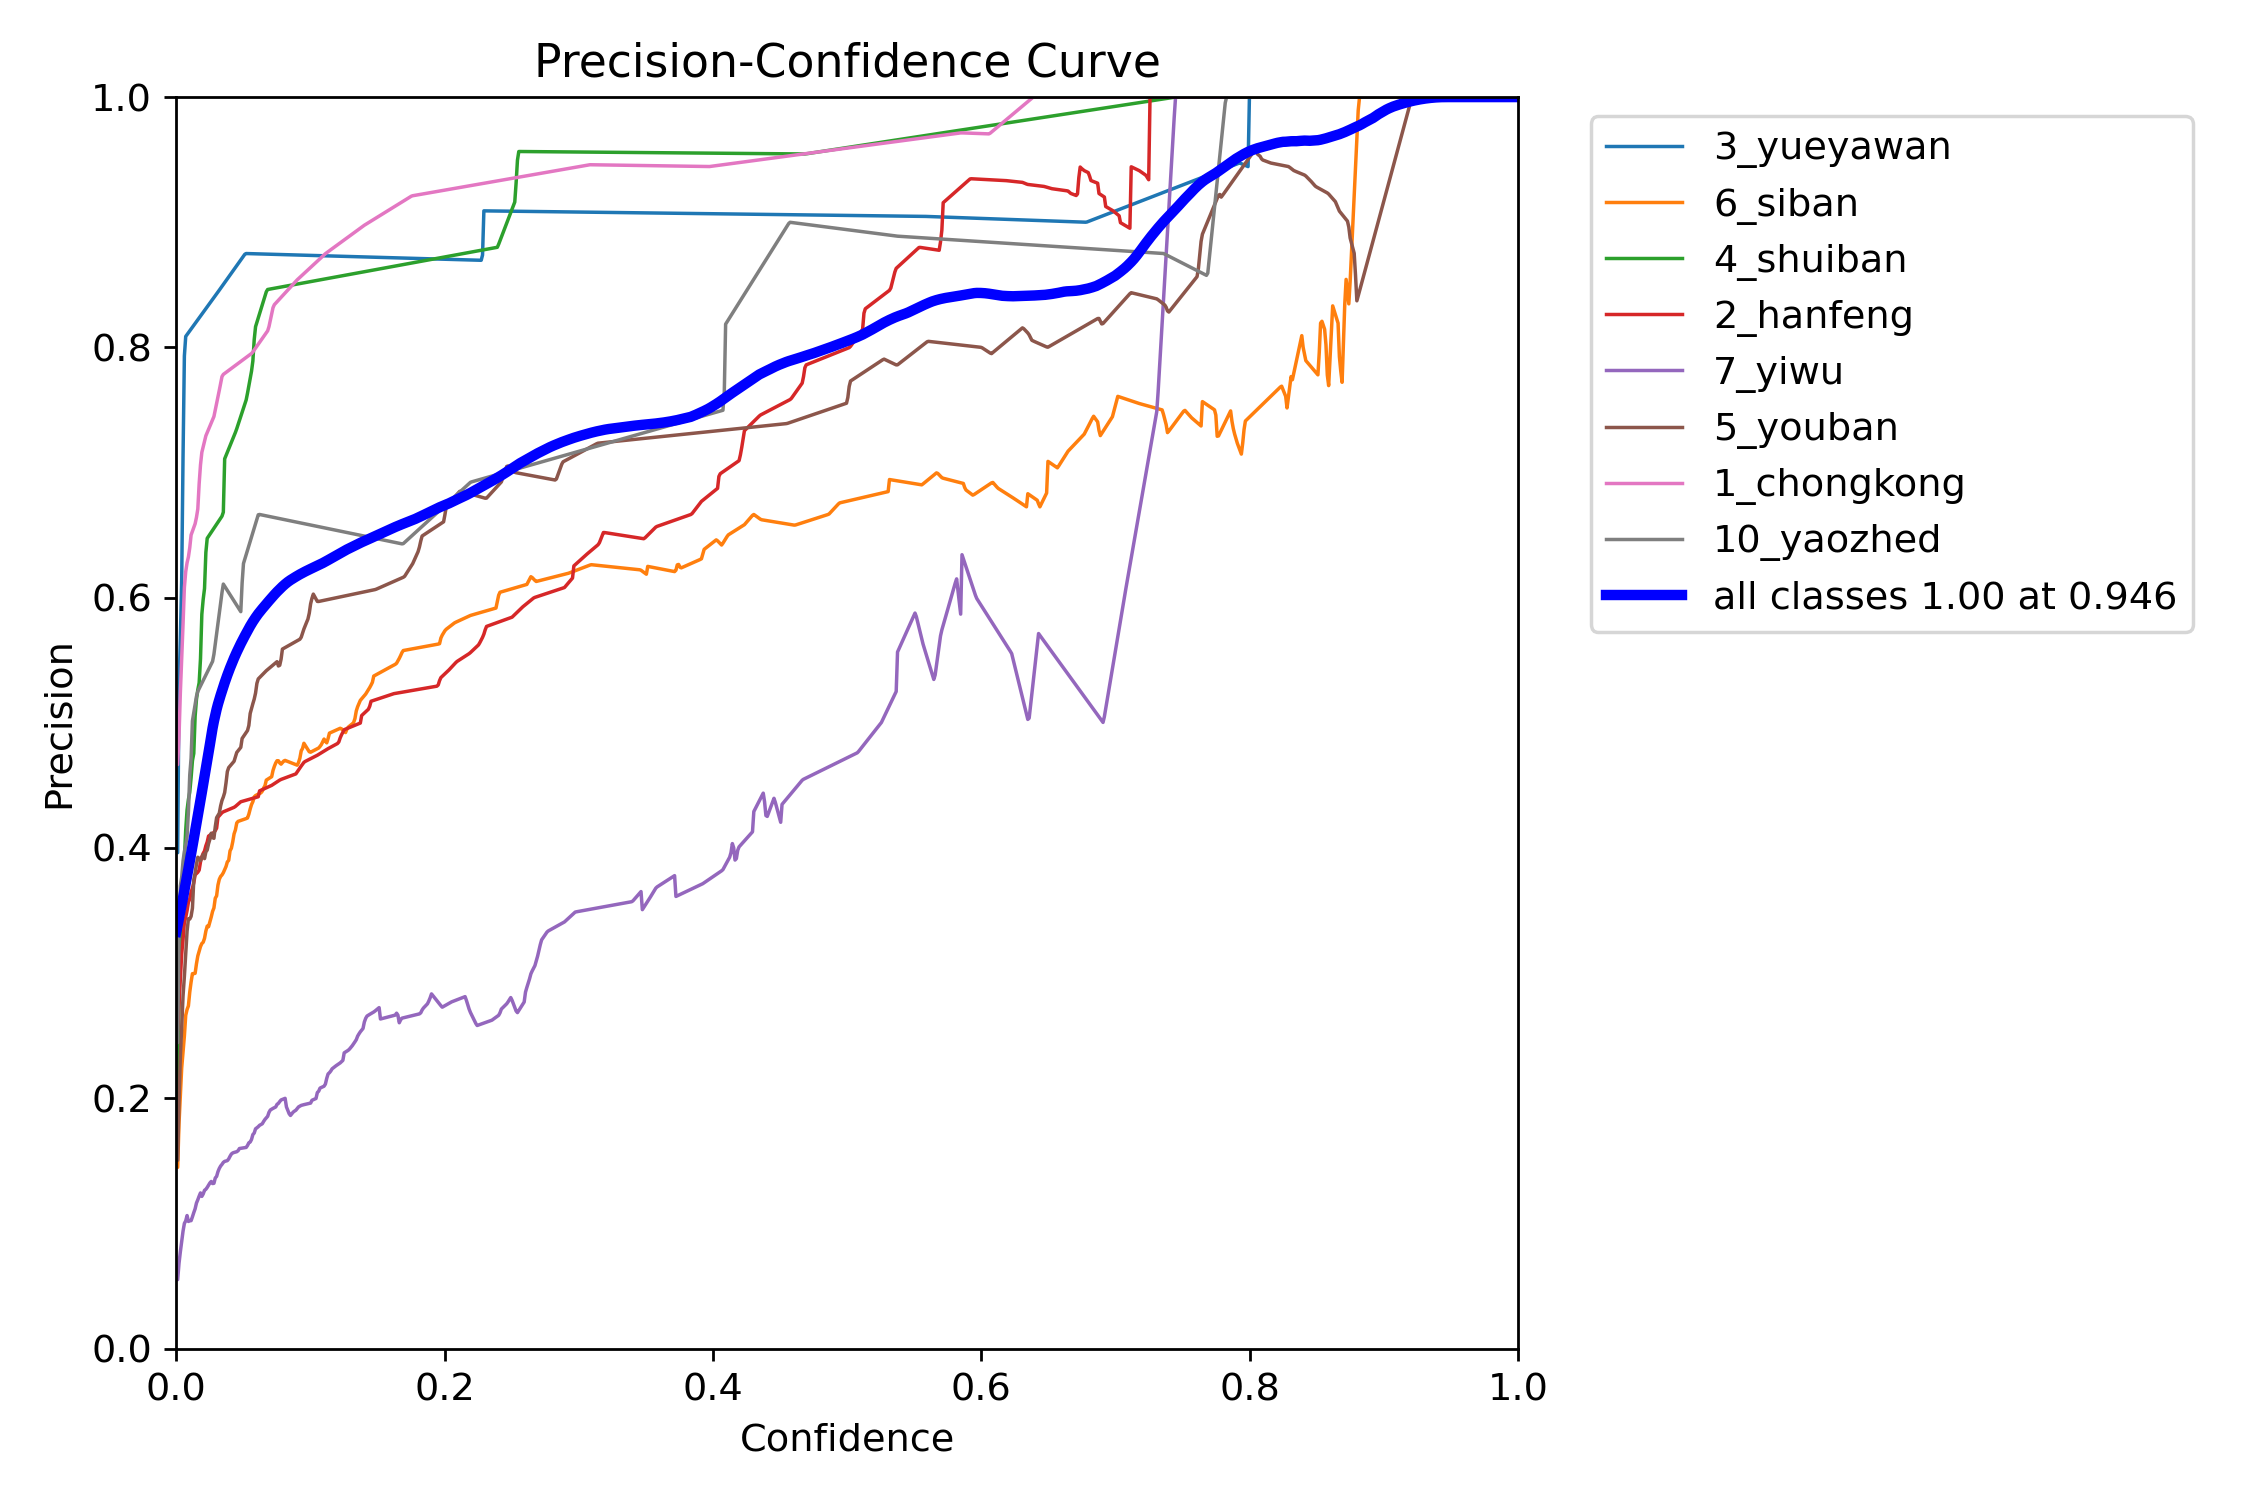 Precision-Confidence Curve
1.0
0.8
0.6
0.4
0.2
0.0
Precision
0.0 0.2 0.4 0.6 0.8 1.0
Confidence
3_yueyawan
6_siban
4_shuiban
2_hanfeng
7_yiwu
5_youban
1_chongkong
10_yaozhed
all classes 1.00 at 0.946